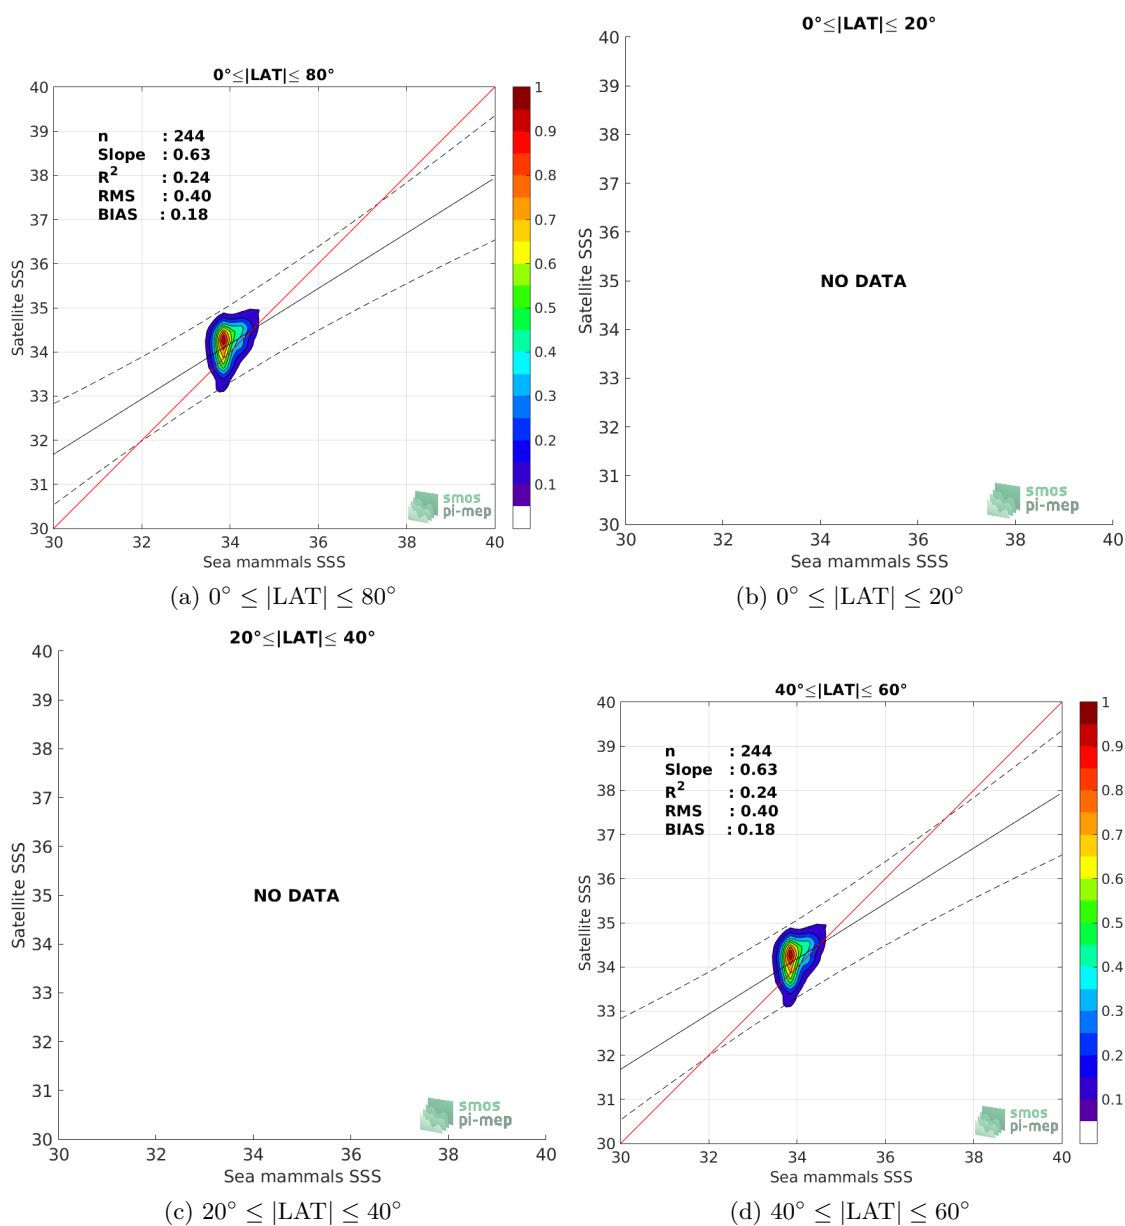 0°≤|LAT|≤ 80°
40
39
38
37
36
35
34
33
32
31
30
Satellite SSS
n : 244
Slope : 0.63
R² : 0.24
RMS : 0.40
BIAS : 0.18
smos
pi-mep
30 32 34 36 38 40
Sea mammals SSS
1
0.9
0.8
0.7
0.6
0.5
0.4
0.3
0.2
0.1
(a) 0° ≤ |LAT| ≤ 80°
0°≤|LAT|≤ 20°
40
39
38
37
36
35
34
33
32
31
30
Satellite SSS
NO DATA
smos
pi-mep
30 32 34 36 38 40
Sea mammals SSS
(b) 0° ≤ |LAT| ≤ 20°
20°≤|LAT|≤ 40°
40
39
38
37
36
35
34
33
32
31
30
Satellite SSS
NO DATA
smos
pi-mep
30 32 34 36 38 40
Sea mammals SSS
(c) 20° ≤ |LAT| ≤ 40°
40°≤|LAT|≤ 60°
40
39
38
37
36
35
34
33
32
31
30
Satellite SSS
n : 244
Slope : 0.63
R² : 0.24
RMS : 0.40
BIAS : 0.18
smos
pi-mep
30 32 34 36 38 40
Sea mammals SSS
1
0.9
0.8
0.7
0.6
0.5
0.4
0.3
0.2
0.1
(d) 40° ≤ |LAT| ≤ 60°